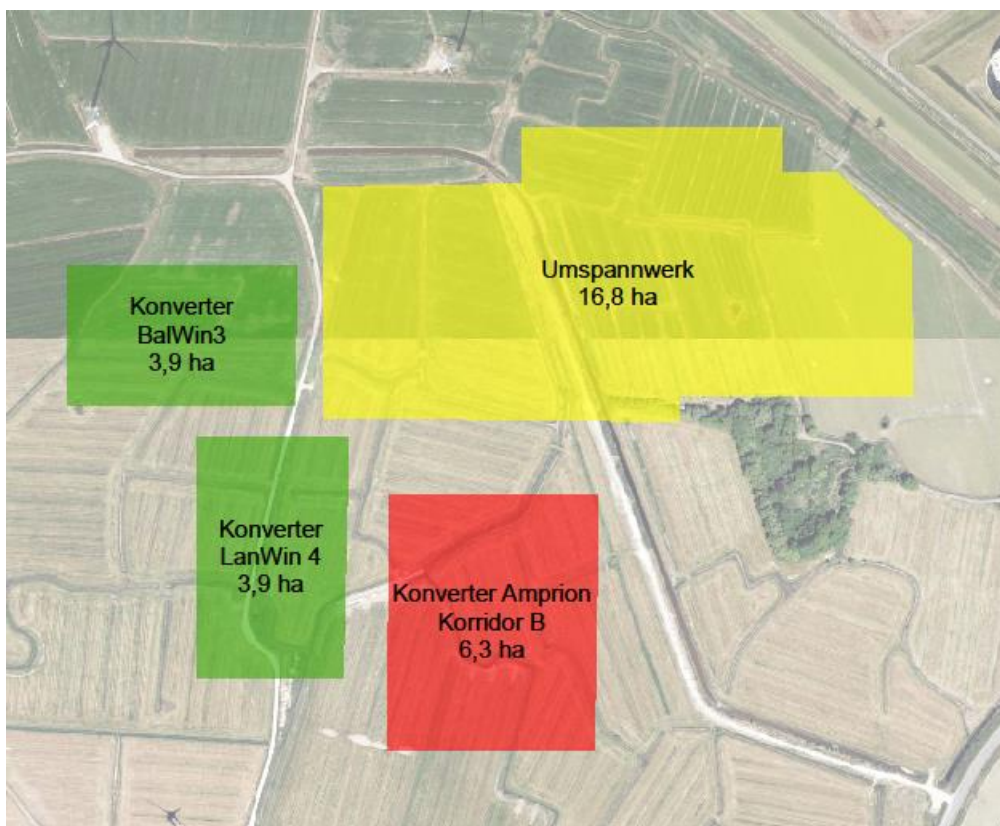 Umspannwerk
16,8 ha
Konverter
BalWin3
3,9 ha
Konverter
LanWin 4
3,9 ha
Konverter Amprion
Korridor B
6,3 ha